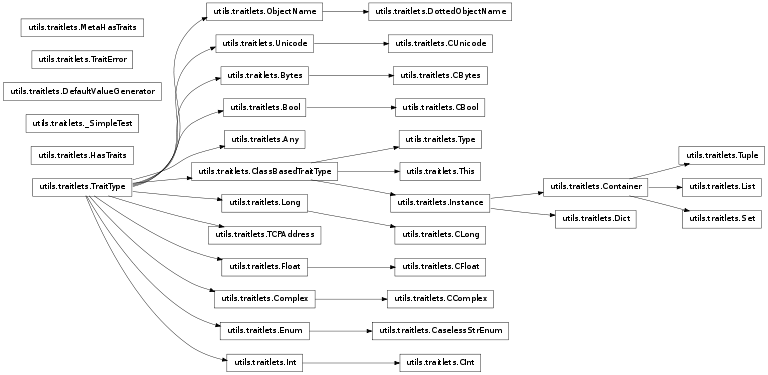 utils.traitlets.ObjectName
utils.traitlets.DottedObjectName
utils.traitlets.MetaHasTraits
utils.traitlets.Unicode
utils.traitlets.CUnicode
utils.traitlets.TraitError
utils.traitlets.Bytes
utils.traitlets.CBytes
utils.traitlets.DefaultValueGenerator
utils.traitlets.Bool
utils.traitlets.CBool
utils.traitlets._SimpleTest
utils.traitlets.Any
utils.traitlets.Type
utils.traitlets.HasTraits
utils.traitlets.Tuple
utils.traitlets.ClassBasedTraitType
utils.traitlets.This
utils.traitlets.TraitType
utils.traitlets.Container
utils.traitlets.List
utils.traitlets.Long
utils.traitlets.Instance
utils.traitlets.Dict
utils.traitlets.Set
utils.traitlets.TCPAddress
utils.traitlets.CLong
utils.traitlets.Float
utils.traitlets.CFloat
utils.traitlets.Complex
utils.traitlets.CComplex
utils.traitlets.Enum
utils.traitlets.CaselessStrEnum
utils.traitlets.Int
utils.traitlets.CInt